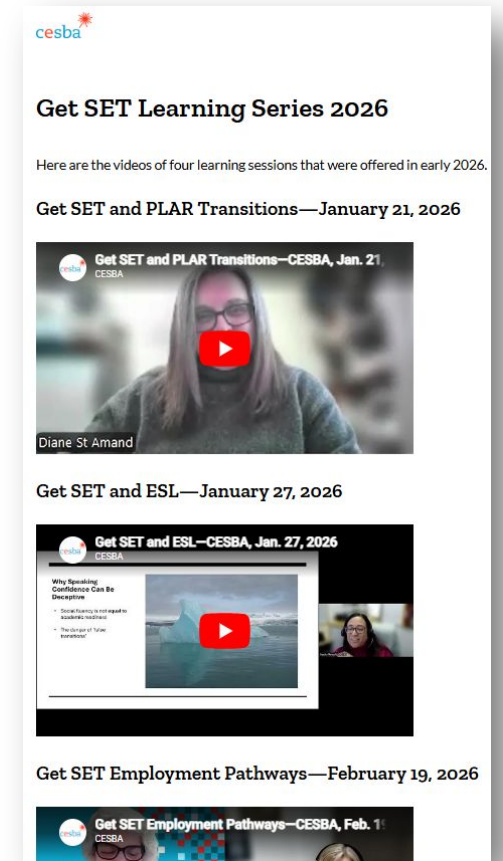 cesba
Get SET Learning Series 2026
Here are the videos of four learning sessions that were offered in early 2026.
Get SET and PLAR Transitions—January 21, 2026
cesba
Get SET and PLAR Transitions—CESBA, Jan. 21,
CESBA
Diane St Amand
Get SET and ESL—January 27, 2026
cesba
Get SET and ESL—CESBA, Jan. 27, 2026
CESBA
Why Speaking
Confidence Can Be
Deceptive
• Social fluency is not equal to
academic readiness
• The danger of "false
transitions"
Get SET Employment Pathways—February 19, 2026
cesba
Get SET Employment Pathways—CESBA, Feb. 19
CESBA